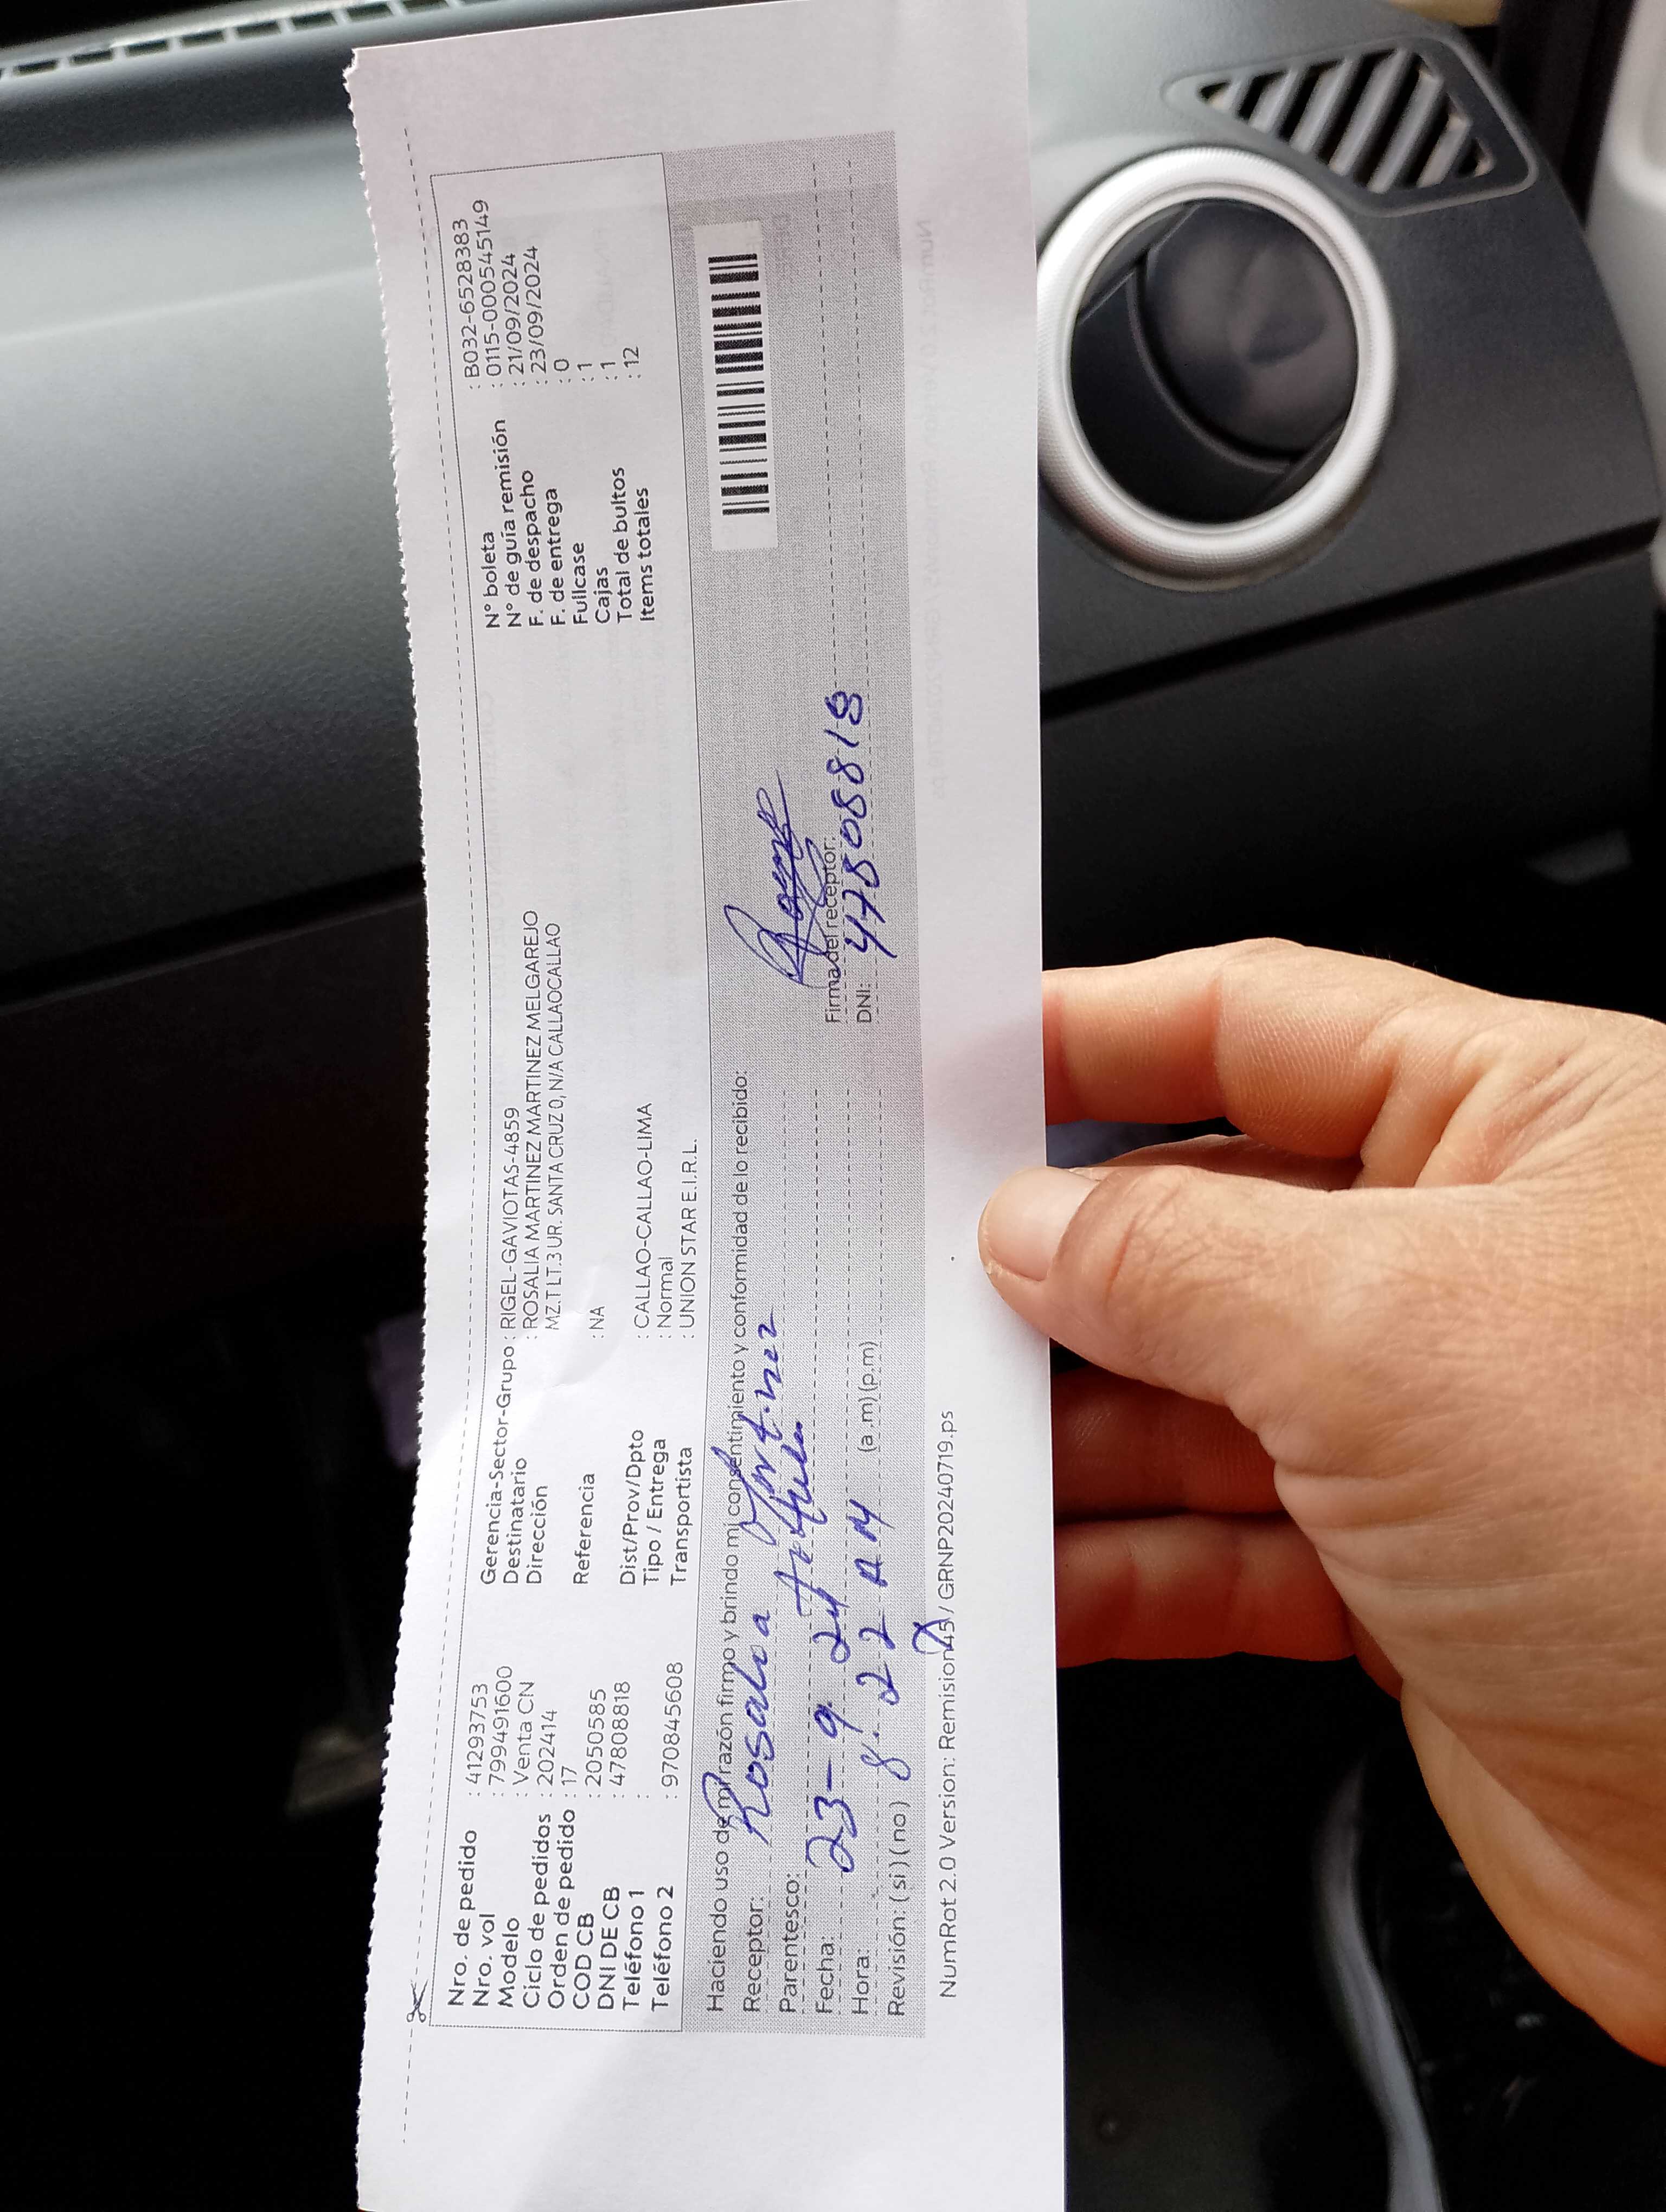 Nro. de pedido : 41293753
Nro. vol : 799491600
Modelo : Venta CN
Ciclo de pedidos : 202414
Orden de pedido : 17
COD CB : 2050585
DNI DE CB : 47808818
Teléfono 1 :
Teléfono 2 : 970845608
Gerencia-Sector-Grupo : RIGEL-GAVIOTAS-4859
Destinatario : ROSALIA MARTINEZ MARTINEZ MELGAREJO
Dirección MZ.T LT.3 UR. SANTA CRUZ 0, N/A CALLAOCALLAO
Referencia : NA
Dist/Prov/Dpto : CALLAO-CALLAO-LIMA
Tipo / Entrega : Normal
Transportista : UNION STAR E.I.R.L.
N° boleta : B032-6528383
N° de guía remisión : 0115-0000545149
F. de despacho : 21/09/2024
F. de entrega : 23/09/2024
Fullcase : 0
Cajas : 1
Total de bultos : 1
Items totales : 12
Haciendo uso de mi razón firmo y brindo mi consentimiento y conformidad de lo recibido:
Receptor: Rosalia
Parentesco:
Fecha: 23-9-24
Hora: 8:22 AM (a.m)(p.m)
Revisión: (si)(no)
Firma del receptor:
DNI: 47808818
NumRot 2.0 Version: Remision45 / GRNP20240719.ps